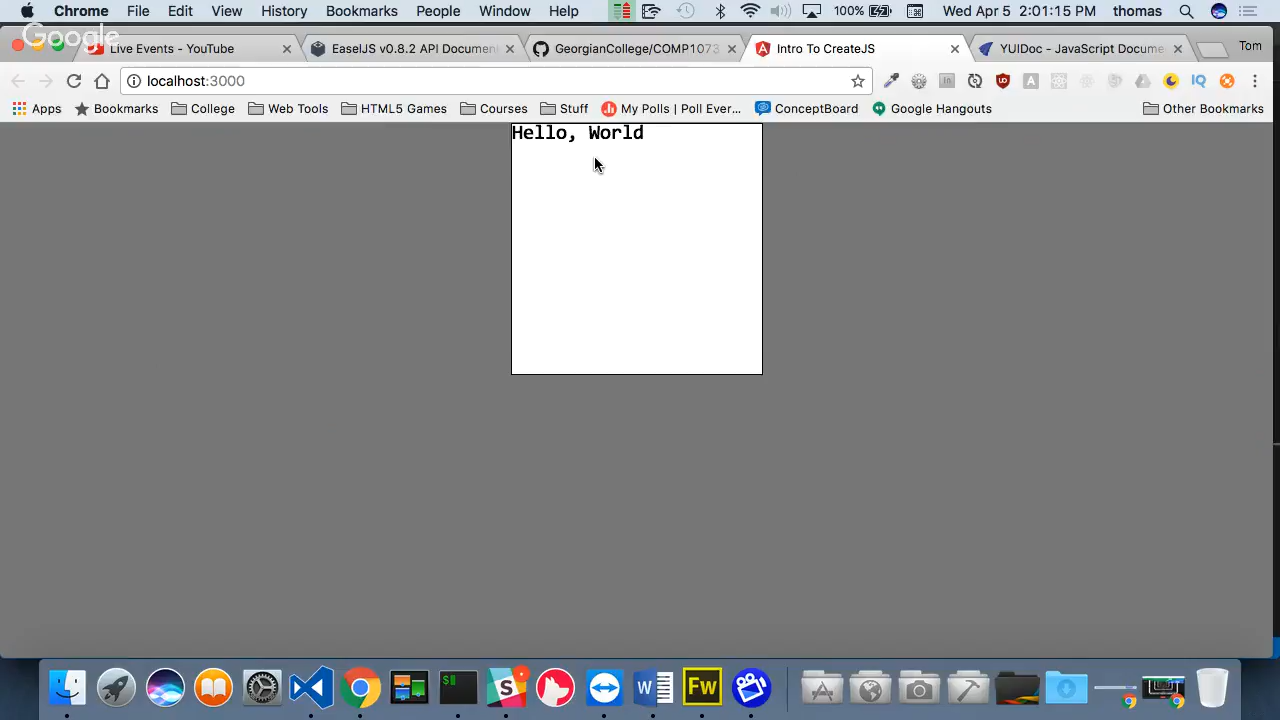 Chrome File Edit View History Bookmarks People Window Help 100% Wed Apr 5 2:01:15 PM thomas
Google
Live Events - YouTube EaselJS v0.8.2 API Documen GeorgianCollege/COMP1073 Intro To CreateJS YUIDoc - JavaScript Docume Tom
localhost:3000
Apps Bookmarks College Web Tools HTML5 Games Courses Stuff My Polls | Poll Ever... ConceptBoard Google Hangouts Other Bookmarks
Hello, World
Fw